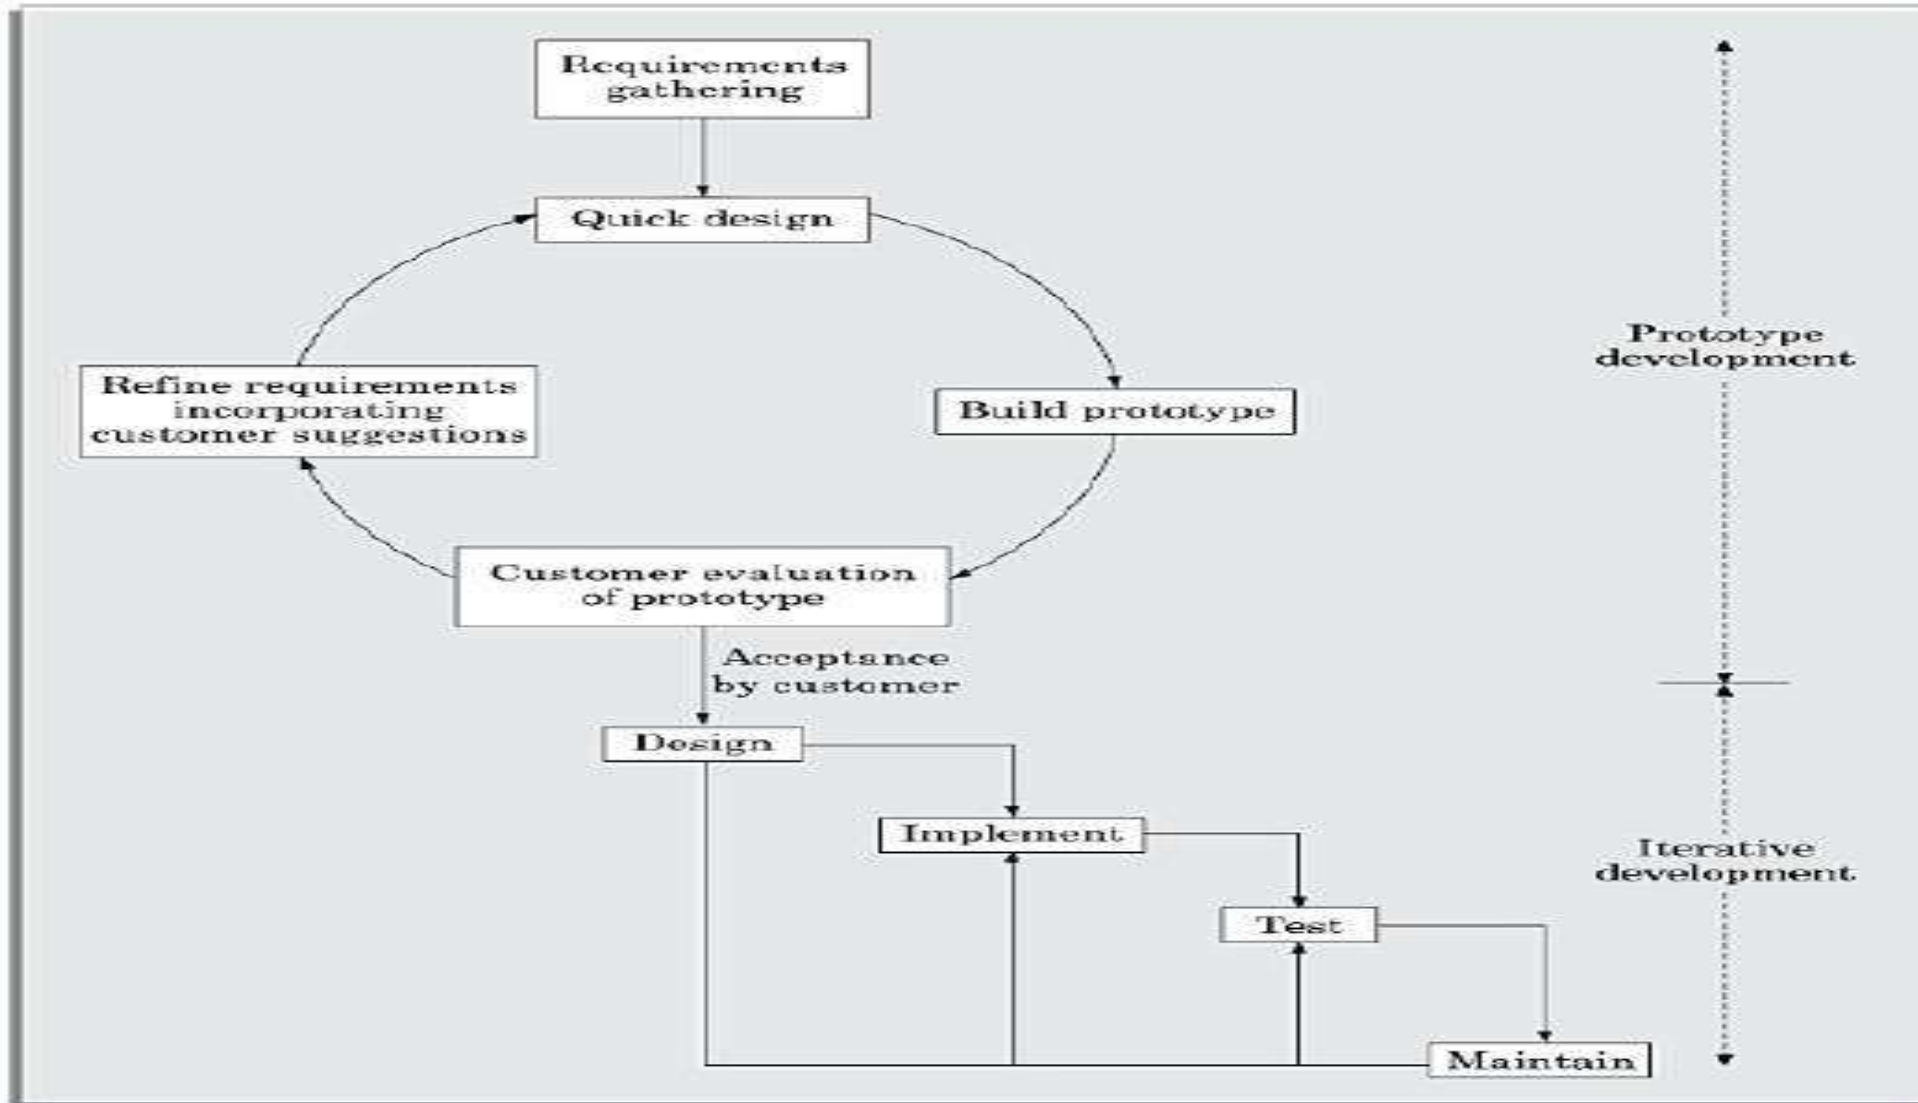 Requirements
gathering
Quick design
Refine requirements
incorporating
customer suggestions
Build prototype
Customer evaluation
of prototype
Acceptance
by customer
Design
Implement
Test
Maintain
Prototype
development
Iterative
development